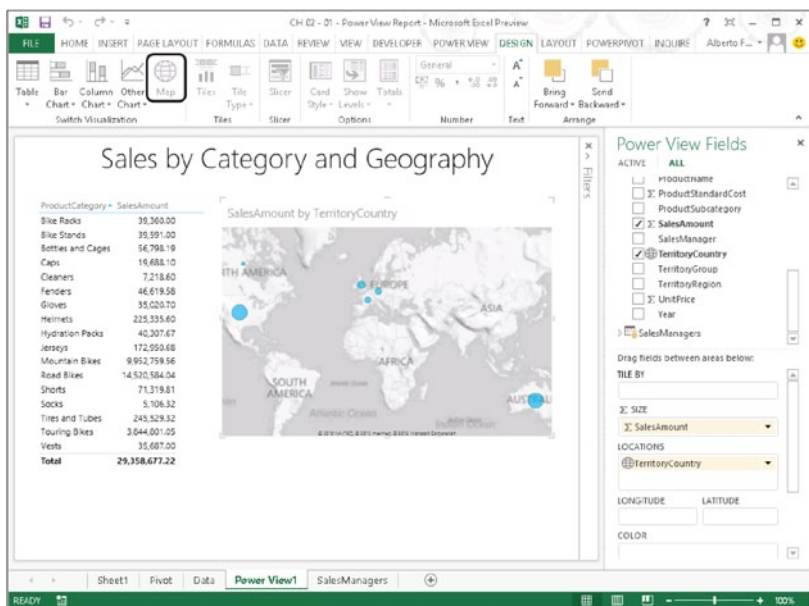 CH 02 - 01 - Power View Report - Microsoft Excel Preview
FILE HOME INSERT PAGE LAYOUT FORMULAS DATA REVIEW VIEW DEVELOPER POWER VIEW DESIGN LAYOUT POWERPIVOT INQUIRE Alberto F...
Table Bar Chart Column Chart Other Chart Map
Switch Visualization
Tiles Tile Type
Tiles
Slicer
Slicer
Card Style Show Levels Totals
Options
General
%
Number
A A
Text
Bring Forward Send Backward
Arrange
Sales by Category and Geography
ProductCategory SalesAmount
Bike Racks 39,360.00
Bike Stands 39,591.00
Bottles and Cages 56,798.19
Caps 19,688.10
Cleaners 7,218.60
Fenders 46,619.58
Gloves 35,020.70
Helmets 225,335.60
Hydration Packs 40,307.67
Jerseys 172,950.68
Mountain Bikes 9,952,759.56
Road Bikes 14,520,584.04
Shorts 71,319.81
Socks 5,106.32
Tires and Tubes 245,529.32
Touring Bikes 3,844,801.05
Vests 35,687.00
Total 29,358,677.22
SalesAmount by TerritoryCountry
TH AMERICA
EUROPE
ASIA
AFRICA
SOUTH
AMERICA
Atlantic Ocean
Indian Ocean
AUSTRAL
Filters
Power View Fields
ACTIVE ALL
ProductName
Σ ProductStandardCost
ProductSubcategory
Σ SalesAmount
SalesManager
TerritoryCountry
TerritoryGroup
TerritoryRegion
Σ UnitPrice
Year
SalesManagers
Drag fields between areas below:
TILE BY
Σ SIZE
Σ SalesAmount
LOCATIONS
TerritoryCountry
LONGITUDE LATITUDE
COLOR
Sheet1 Pivot Data Power View1 SalesManagers
READY
100%